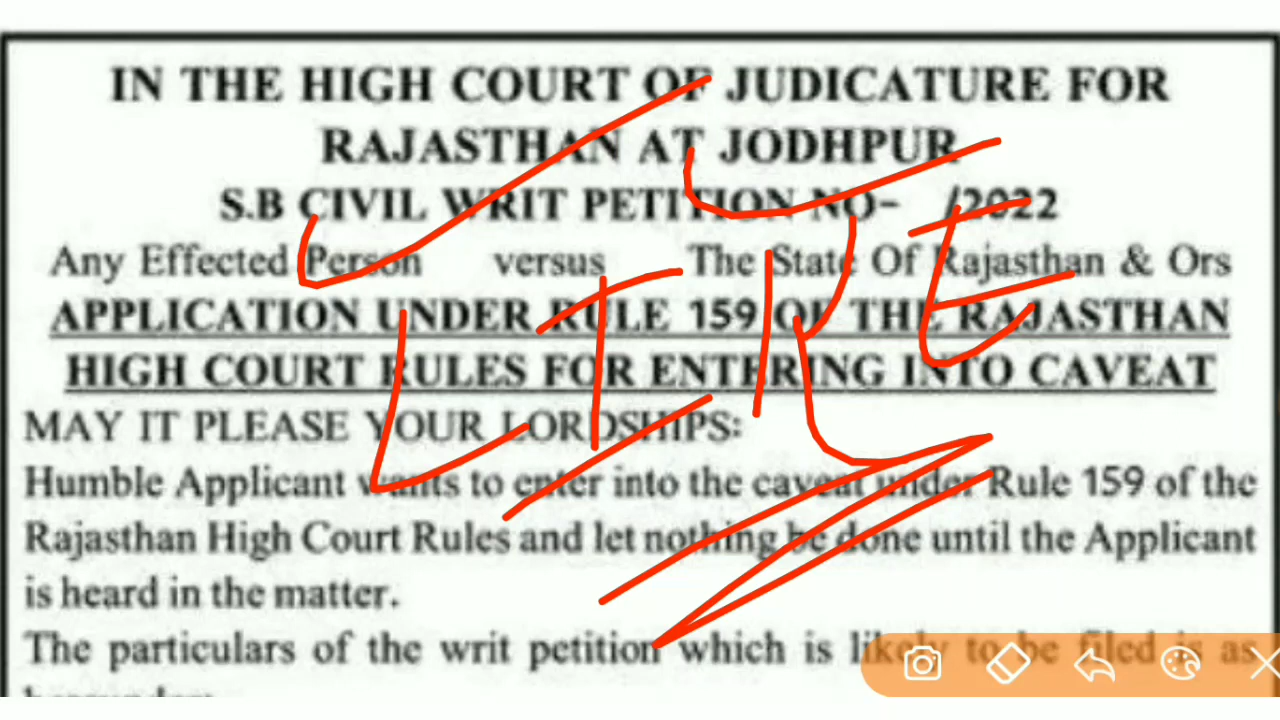 IN THE HIGH COURT OF JUDICATURE FOR
RAJASTHAN AT JODHPUR
S.B CIVIL WRIT PETITION NO- /2022
Any Effected Person versus The State Of Rajasthan & Ors
APPLICATION UNDER RULE 159 OF THE RAJASTHAN
HIGH COURT RULES FOR ENTERING INTO CAVEAT
MAY IT PLEASE YOUR LORDSHIPS:
Humble Applicant wants to enter into the caveat under Rule 159 of the
Rajasthan High Court Rules and let nothing be done until the Applicant
is heard in the matter.
The particulars of the writ petition which is likely to be filed is as